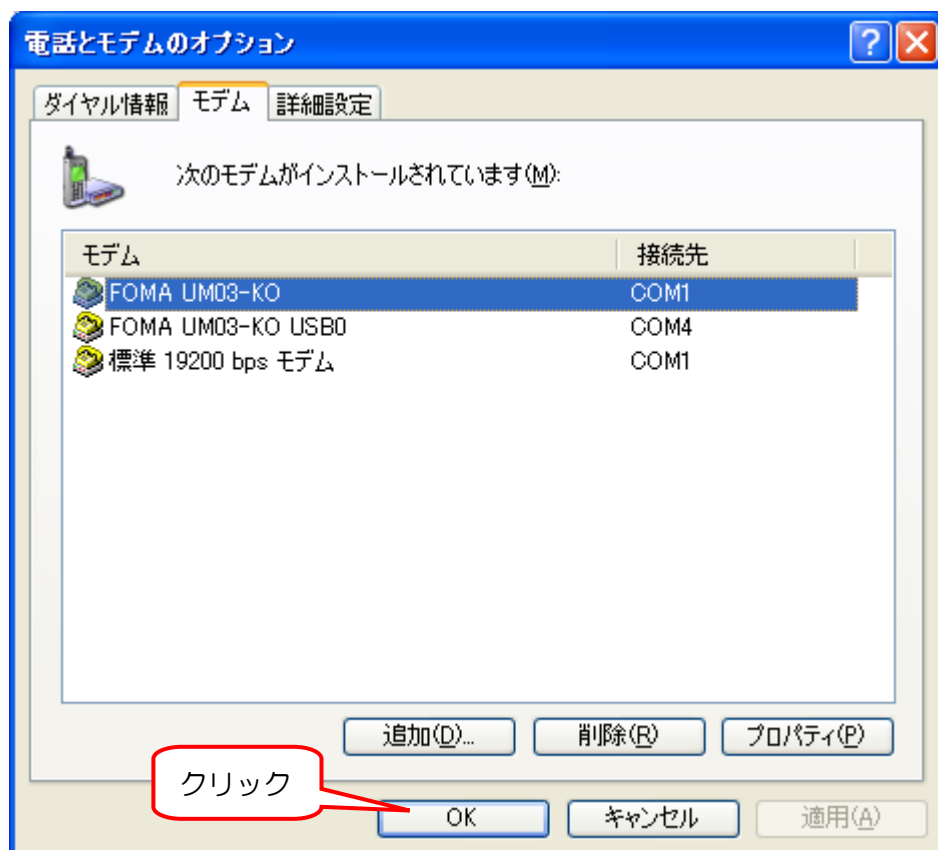 電話とモデムのオプション
ダイヤル情報 モデム 詳細設定
次のモデムがインストールされています(M):
モデム 接続先
FOMA UM03-KO COM1
FOMA UM03-KO USB0 COM4
標準 19200 bps モデム COM1
追加(D)... 削除(R) プロパティ(P)
クリック
OK キャンセル 適用(A)